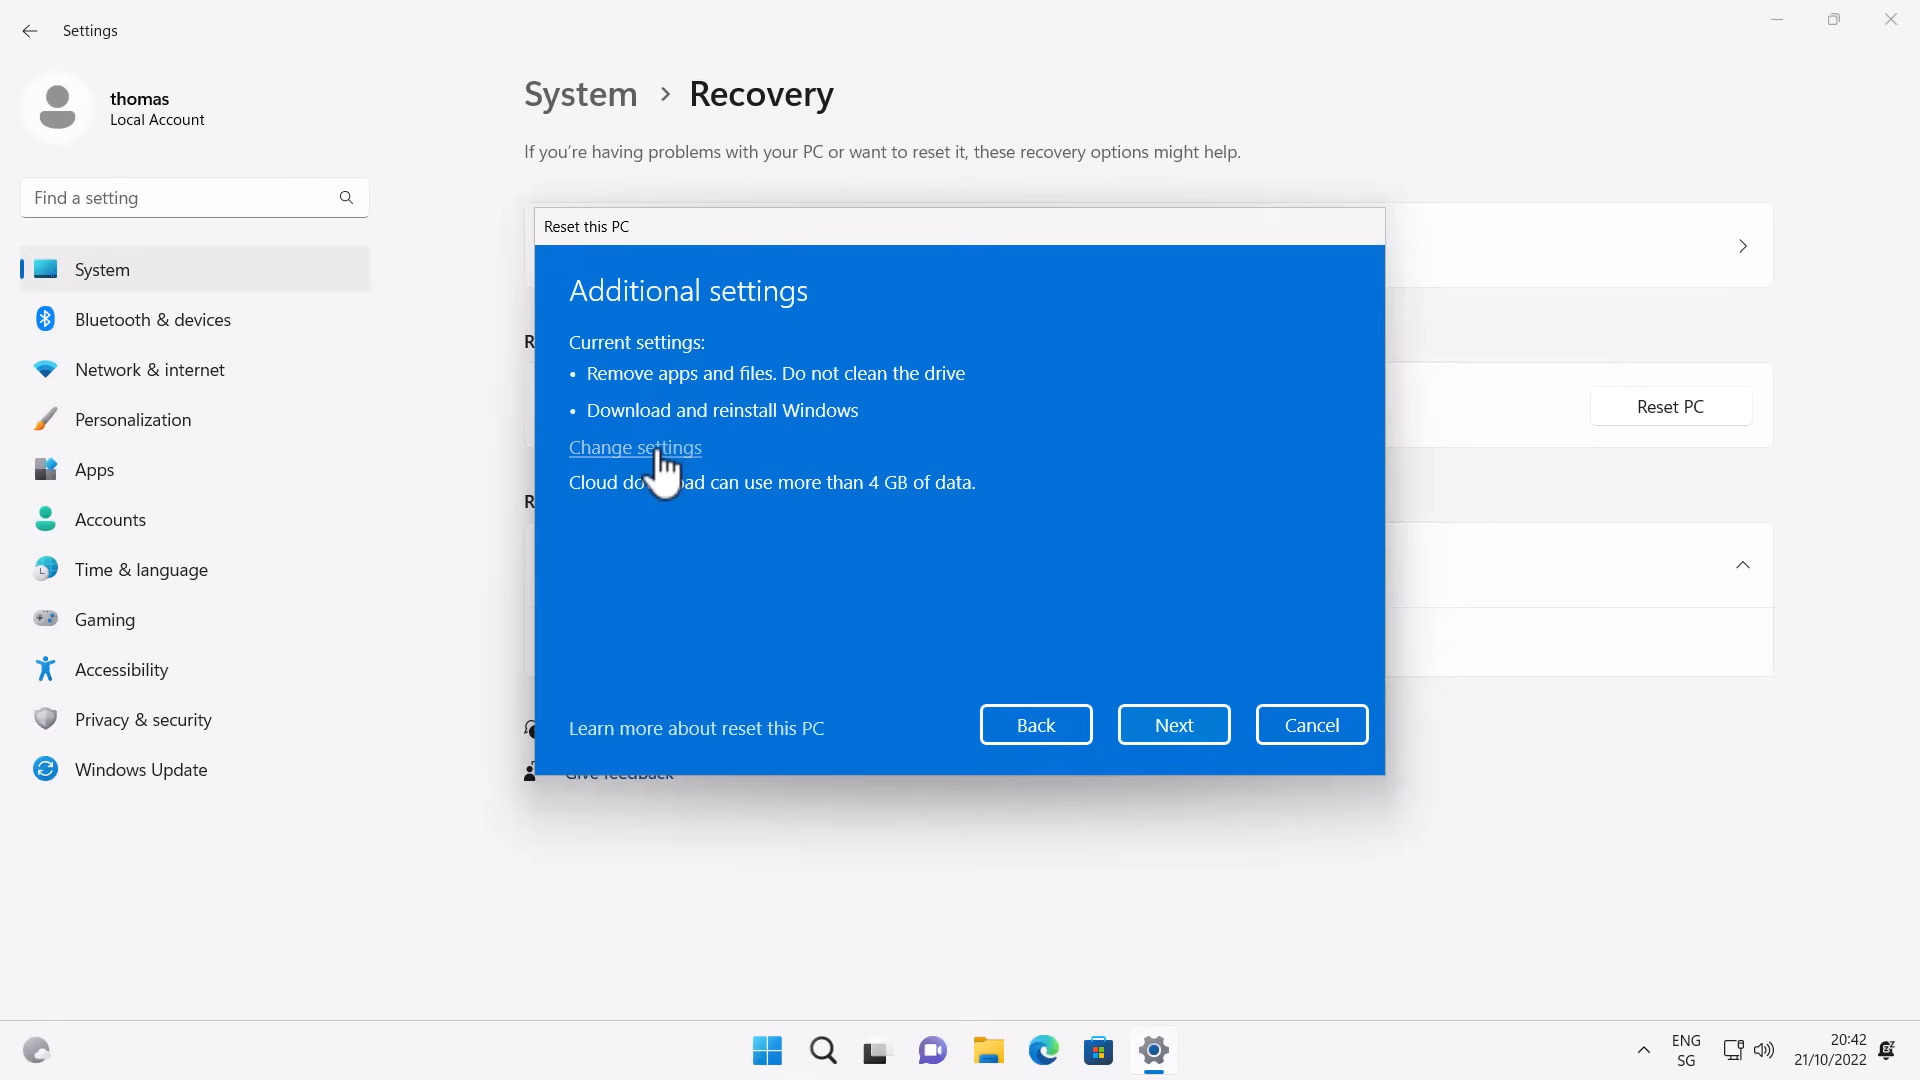 Settings
thomas
Local Account
Find a setting
System
Bluetooth & devices
Network & internet
Personalization
Apps
Accounts
Time & language
Gaming
Accessibility
Privacy & security
Windows Update
System > Recovery
If you're having problems with your PC or want to reset it, these recovery options might help.
Reset PC
Reset this PC
Additional settings
Current settings:
• Remove apps and files. Do not clean the drive
• Download and reinstall Windows
Change settings
Cloud download can use more than 4 GB of data.
Learn more about reset this PC
Back
Next
Cancel
Give feedback
ENG
SG
20:42
21/10/2022